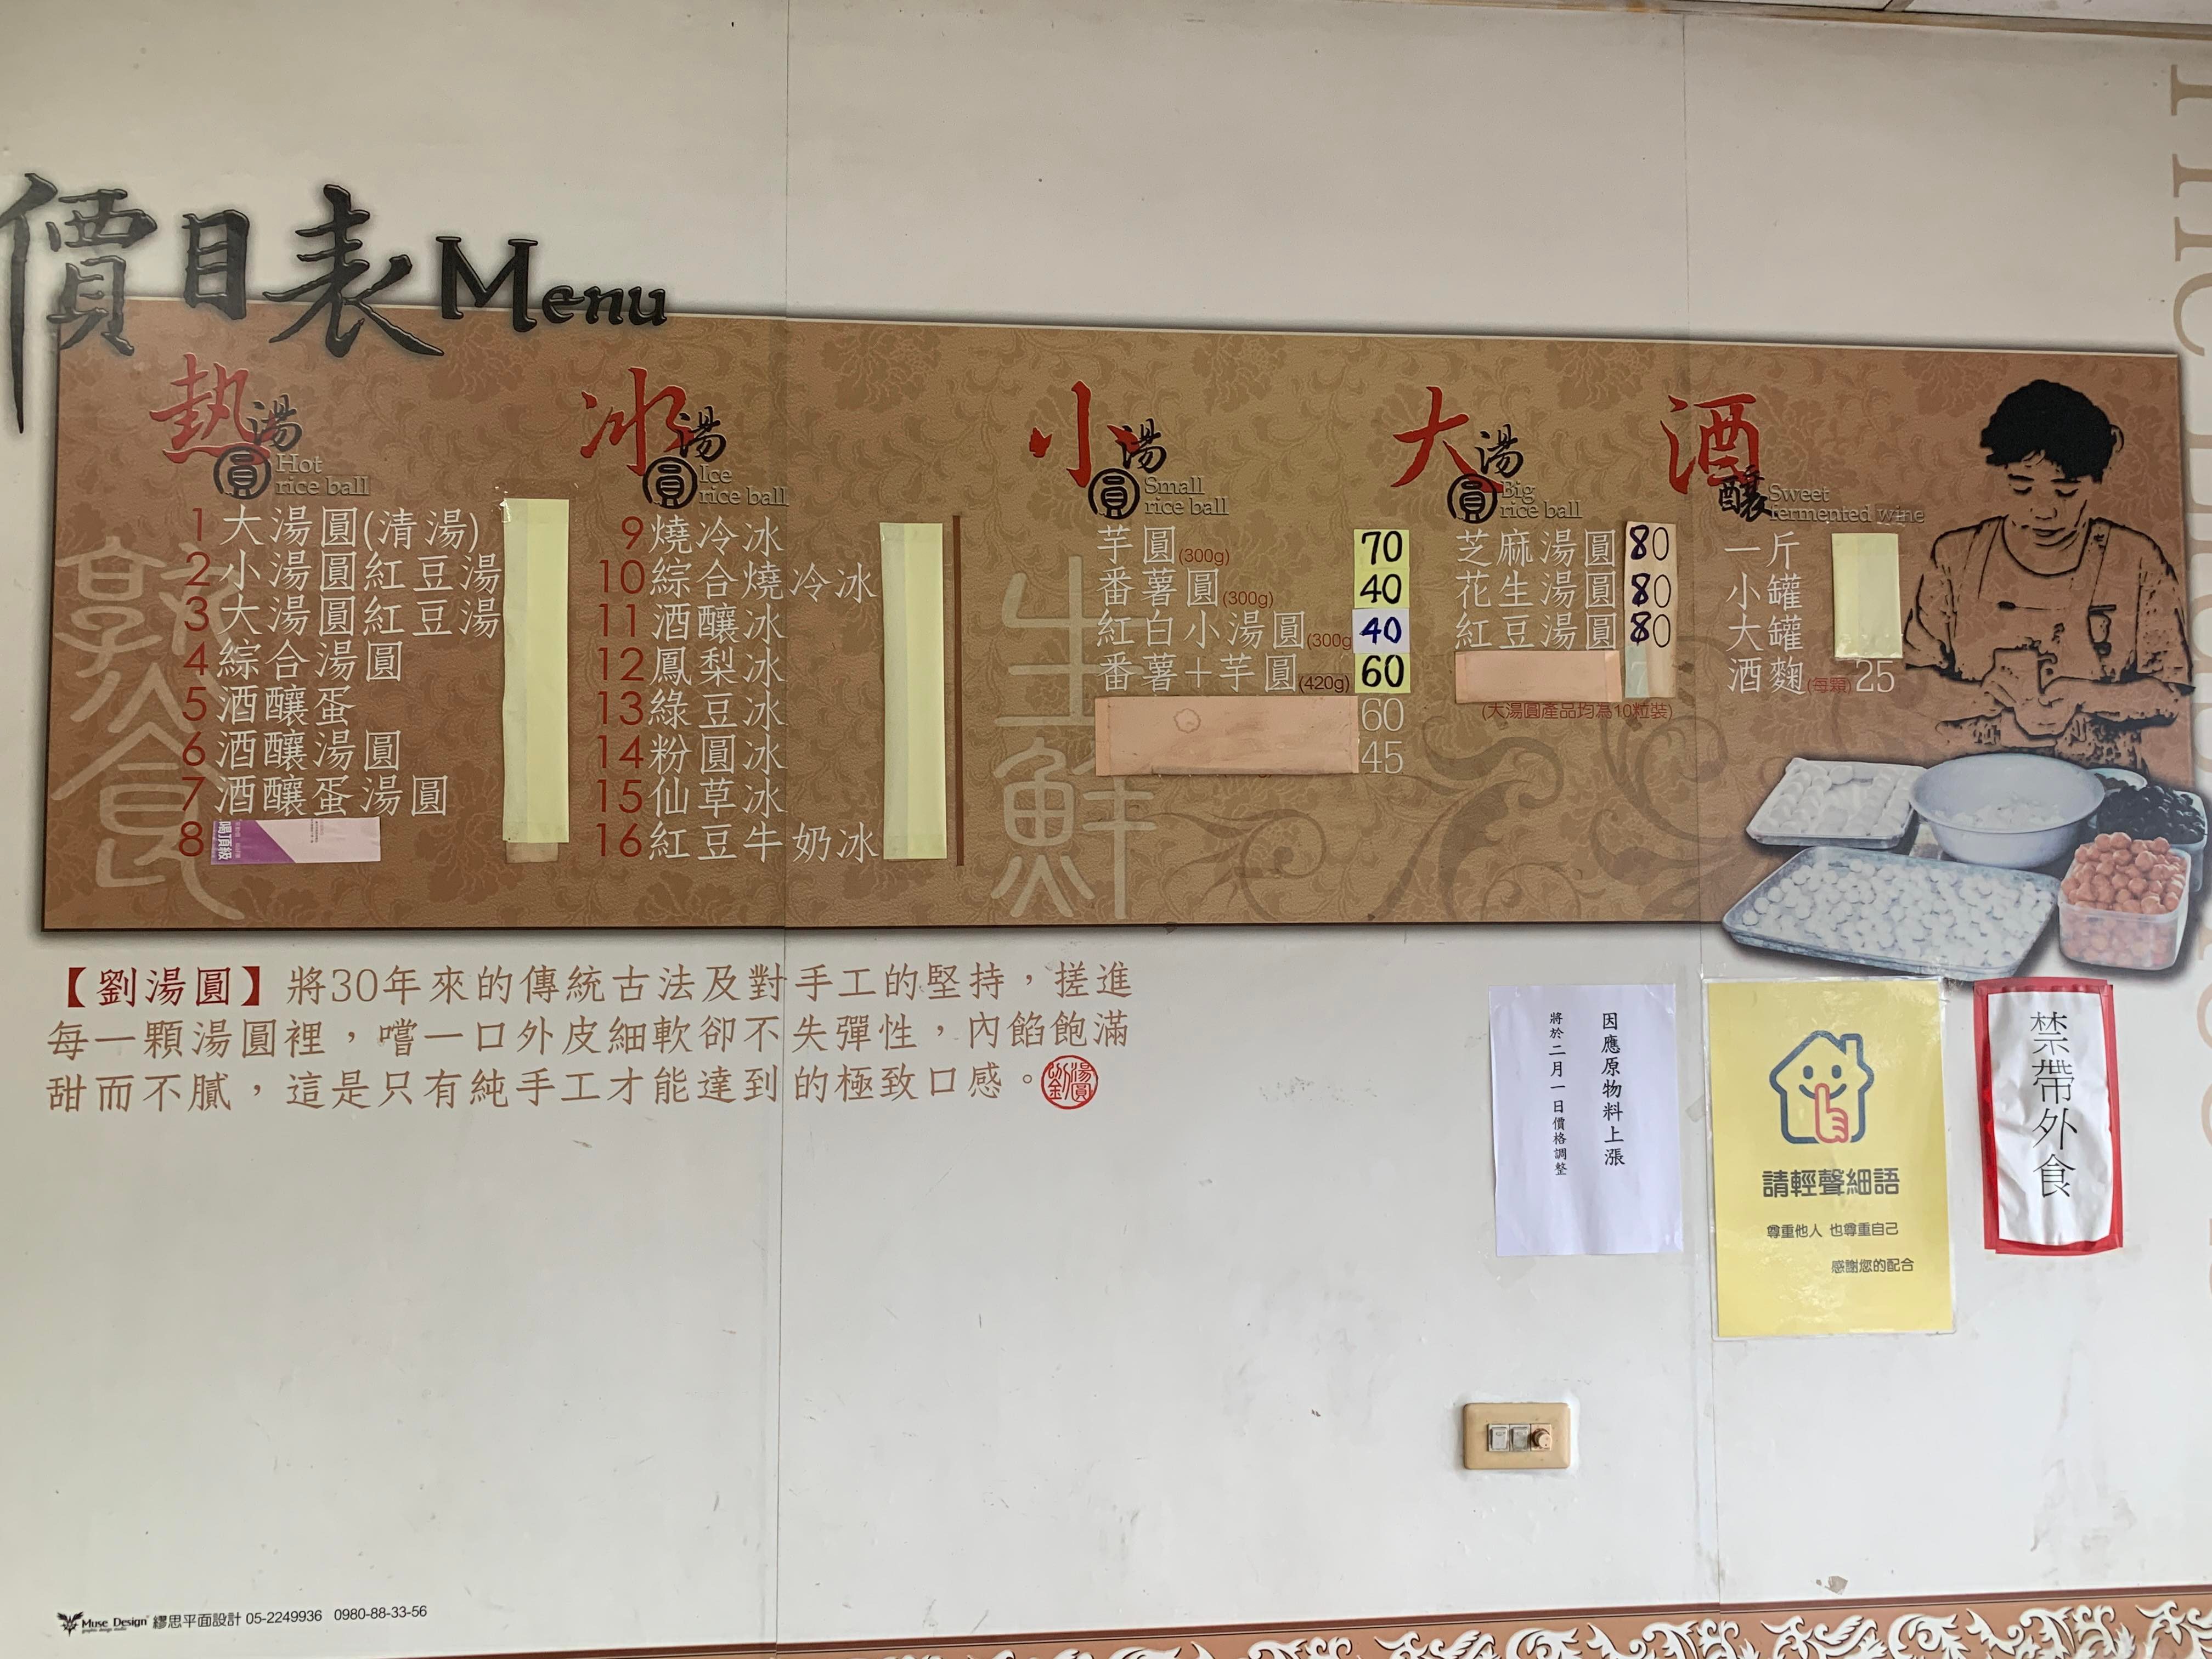 價目表Menu
熱湯圓 Hot rice ball
1 大湯圓(清湯)
2 小湯圓紅豆湯
3 大湯圓紅豆湯
4 綜合湯圓
5 酒釀蛋
6 酒釀湯圓
7 酒釀蛋湯圓
8
冰湯圓 Ice rice ball
9 燒冷冰
10 綜合燒冷冰
11 酒釀冰
12 鳳梨冰
13 綠豆冰
14 粉圓冰
15 仙草冰
16 紅豆牛奶冰
熟食
生鮮
小湯圓 Small rice ball
芋圓(300g) 70
番薯圓(300g) 40
紅白小湯圓(300g 40
番薯+芋圓(420g) 60
60
45
大湯圓 Big rice ball
芝麻湯圓 80
花生湯圓 80
紅豆湯圓 80
(大湯圓產品均為10粒裝)
酒釀 Sweet fermented wine
一斤
小罐
大罐
酒麴(每顆)25
【劉湯圓】將30年來的傳統古法及對手工的堅持，搓進
每一顆湯圓裡，嚐一口外皮細軟卻不失彈性，內餡飽滿
甜而不膩，這是只有純手工才能達到的極致口感。
劉湯圓
因應原物料上漲
將於二月一日價格調整
請輕聲細語
尊重他人 也尊重自己
感謝您的配合
禁帶外食
Muse Design 繆思平面設計 05-2249936 0980-88-33-56